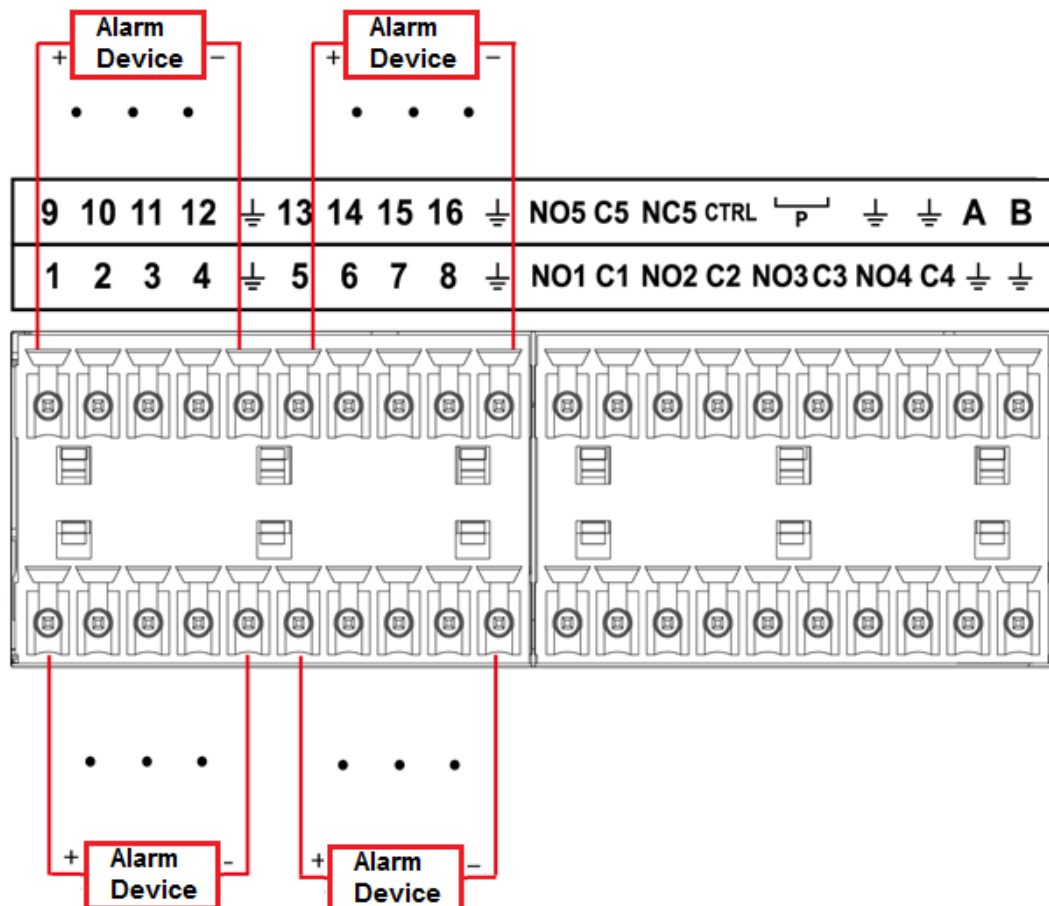 Alarm
Device
+ −
Alarm
Device
+ −
9 10 11 12 ⏚ 13 14 15 16 ⏚ NO5 C5 NC5 CTRL P ⏚ ⏚ A B
1 2 3 4 ⏚ 5 6 7 8 ⏚ NO1 C1 NO2 C2 NO3 C3 NO4 C4 ⏚ ⏚
+ -
Alarm
Device
+ −
Alarm
Device